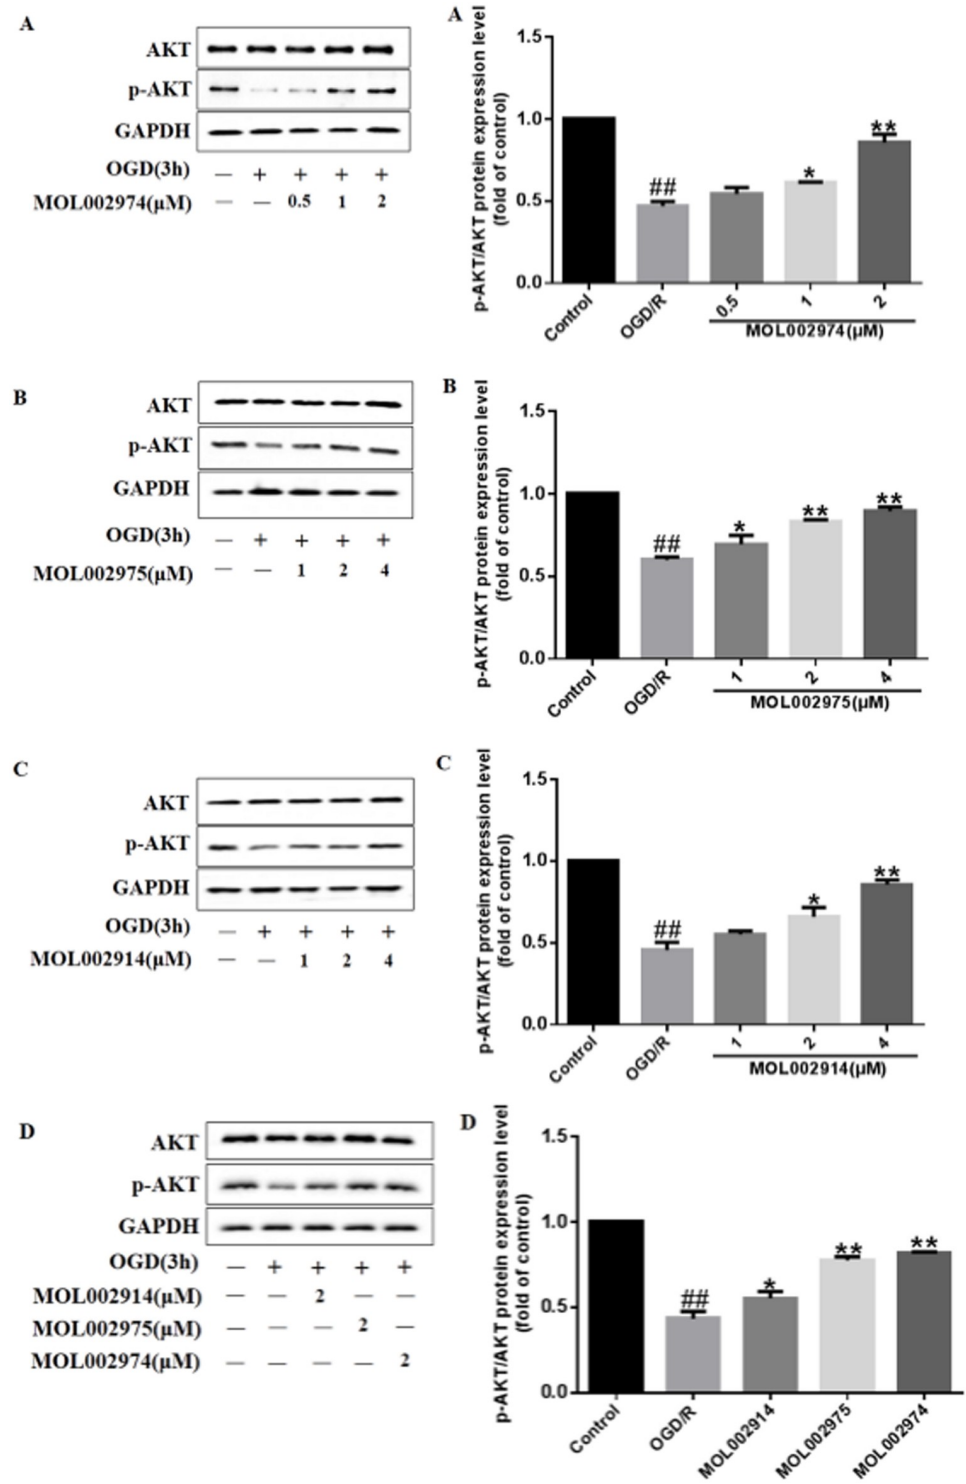 A
AKT
p-AKT
GAPDH
OGD(3h) — + + + +
MOL002974(μM) — — 0.5 1 2
A
p-AKT/AKT protein expression level
(fold of control)
1.5
1.0
0.5
0.0
##
*
**
Control OGD/R 0.5 1 2
MOL002974(μM)
B
AKT
p-AKT
GAPDH
OGD(3h) — + + + +
MOL002975(μM) — — 1 2 4
B
p-AKT/AKT protein expression level
(fold of control)
1.5
1.0
0.5
0.0
##
*
**
**
Control OGD/R 1 2 4
MOL002975(μM)
C
AKT
p-AKT
GAPDH
OGD(3h) — + + + +
MOL002914(μM) — — 1 2 4
C
p-AKT/AKT protein expression level
(fold of control)
1.5
1.0
0.5
0.0
##
*
**
Control OGD/R 1 2 4
MOL002914(μM)
D
AKT
p-AKT
GAPDH
OGD(3h) — + + + +
MOL002914(μM) — — 2 — —
MOL002975(μM) — — — 2 —
MOL002974(μM) — — — — 2
D
p-AKT/AKT protein expression level
(fold of control)
1.5
1.0
0.5
0.0
##
*
**
**
Control OGD/R MOL002914 MOL002975 MOL002974